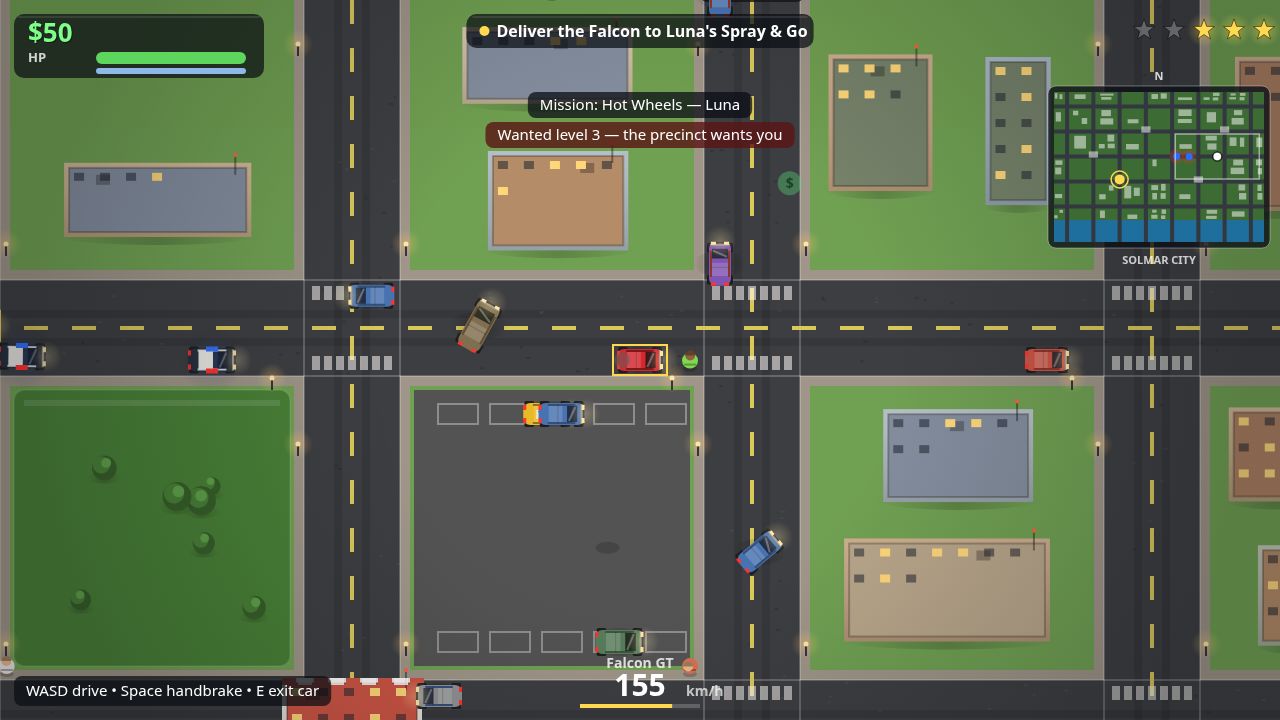 $50
HP
Deliver the Falcon to Luna's Spray & Go
Mission: Hot Wheels — Luna
Wanted level 3 — the precinct wants you
$
N
SOLMAR CITY
Falcon GT
155 km/h
WASD drive • Space handbrake • E exit car